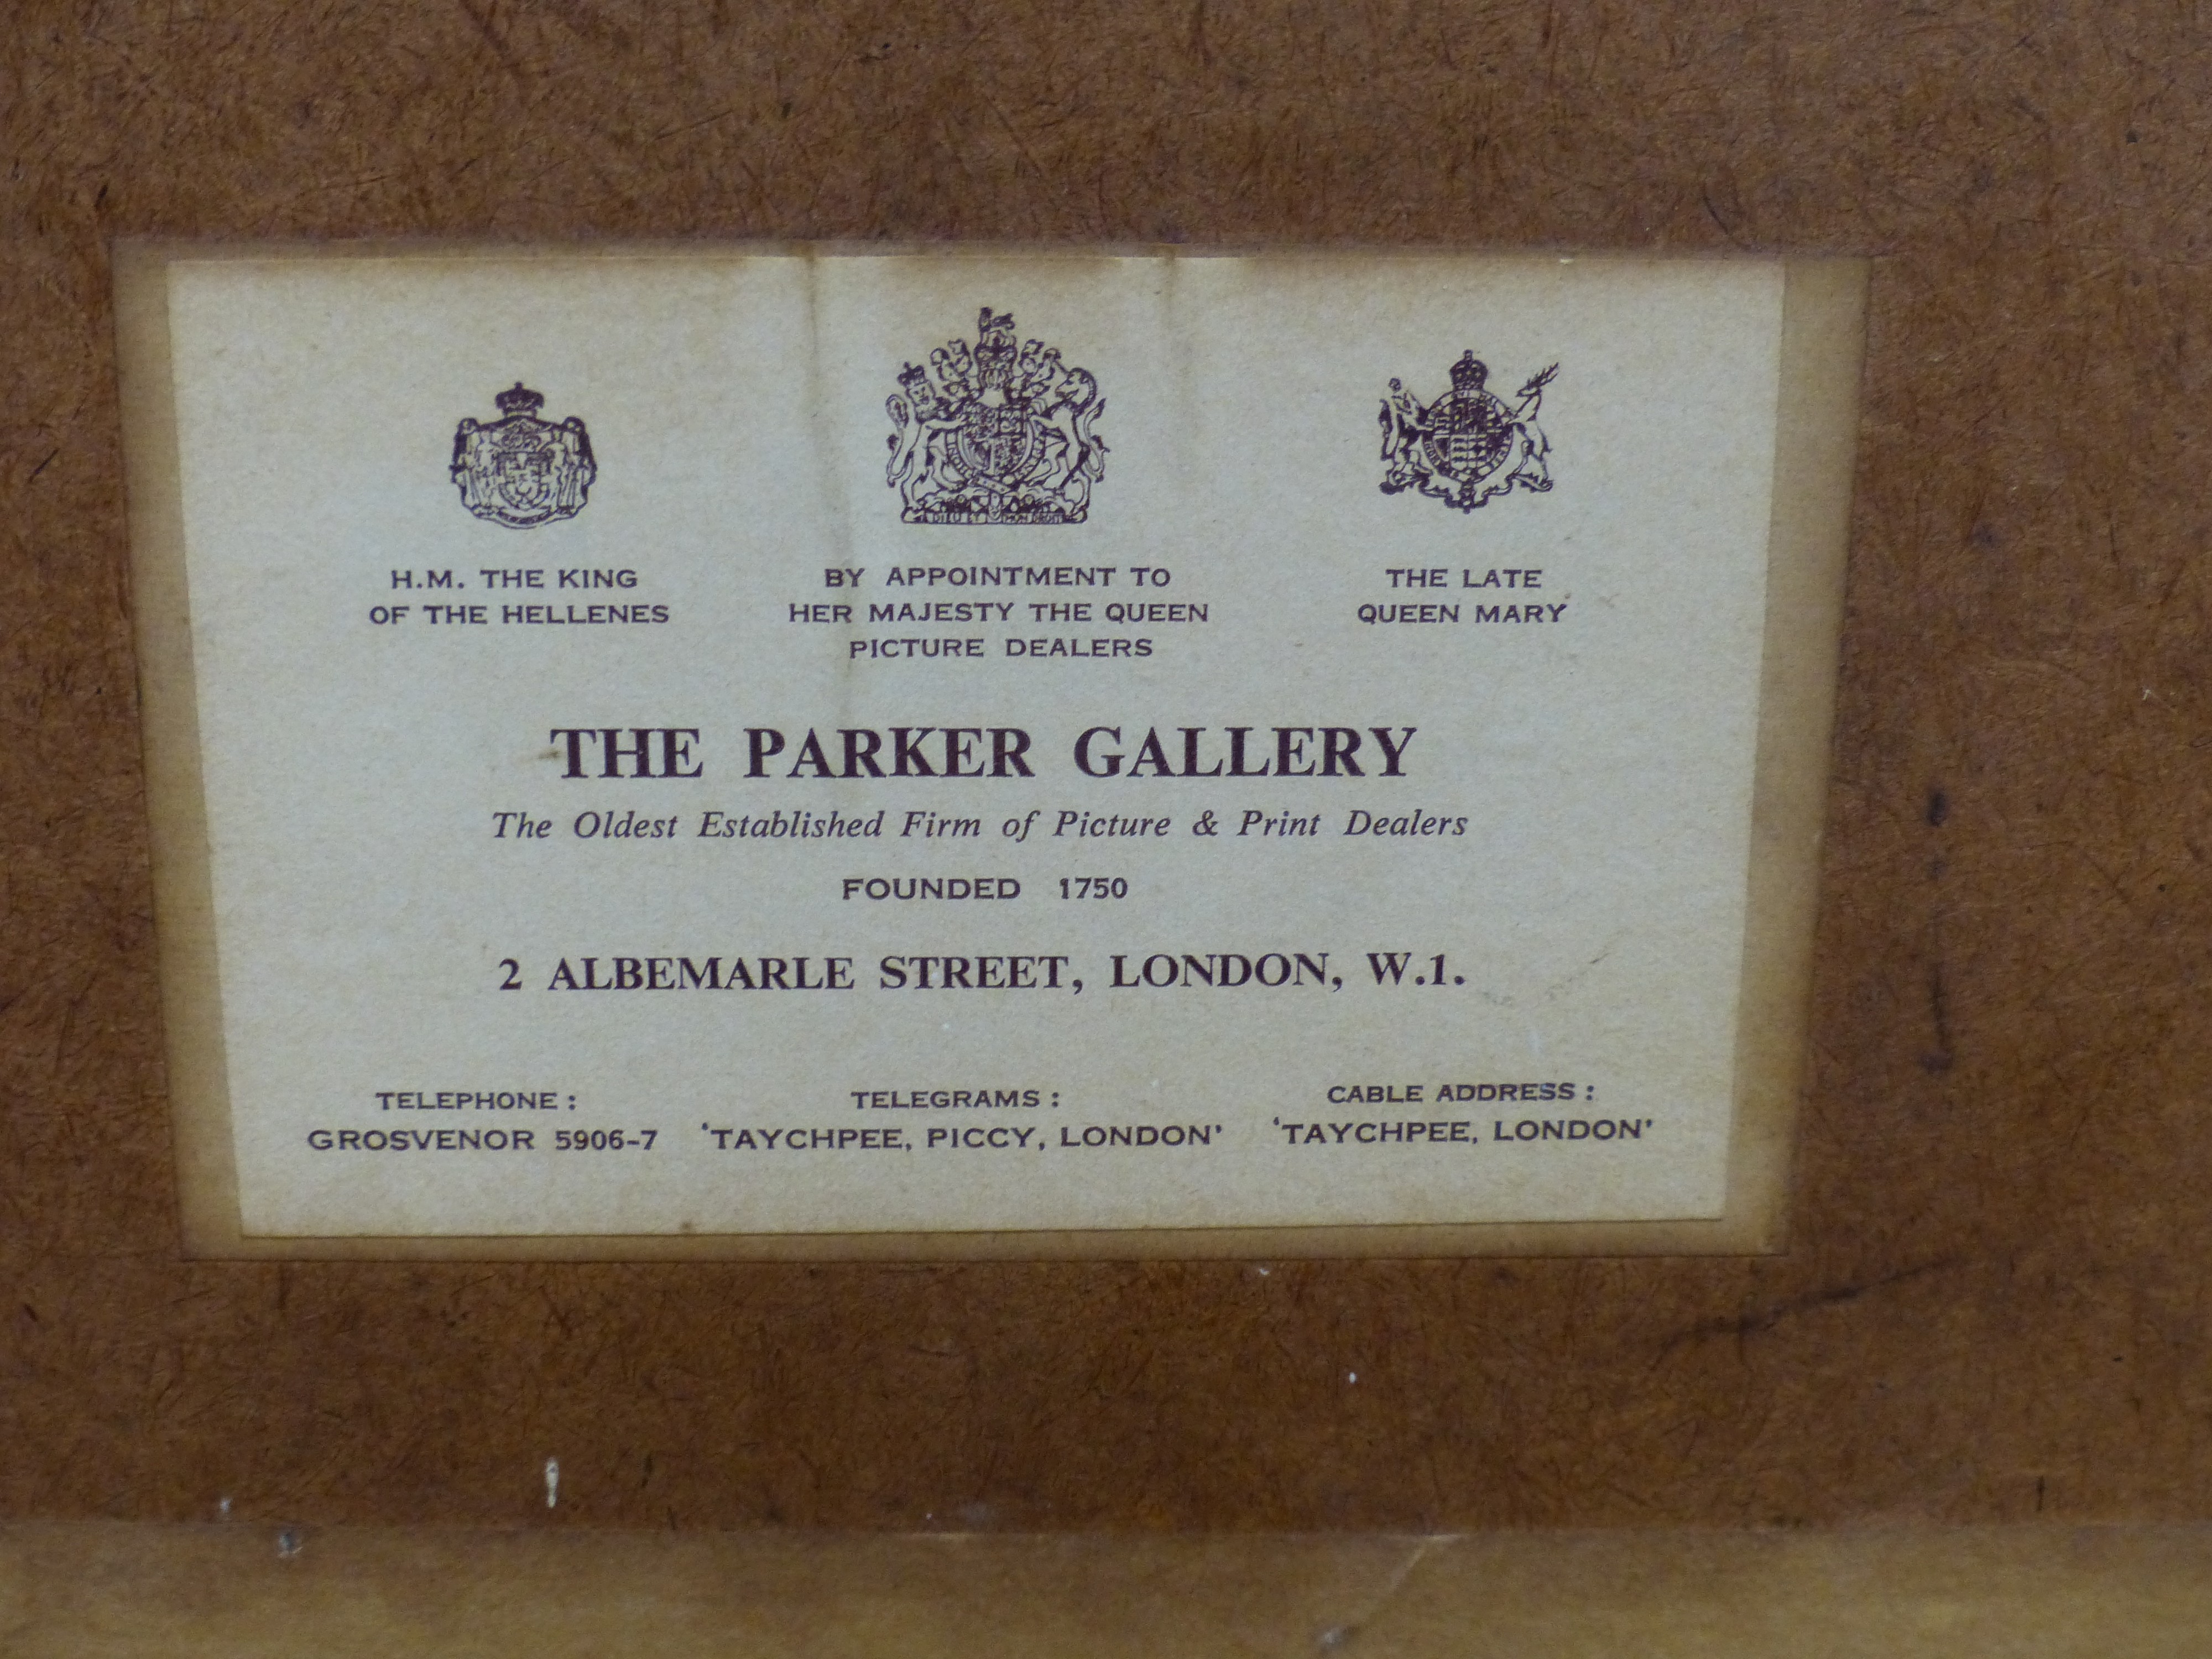 H.M. THE KING
OF THE HELLENES
BY APPOINTMENT TO
HER MAJESTY THE QUEEN
PICTURE DEALERS
THE LATE
QUEEN MARY
THE PARKER GALLERY
The Oldest Established Firm of Picture & Print Dealers
FOUNDED 1750
2 ALBEMARLE STREET, LONDON, W.1.
TELEPHONE :
GROSVENOR 5906-7
TELEGRAMS :
'TAYCHPEE, PICCY, LONDON'
CABLE ADDRESS :
'TAYCHPEE, LONDON'